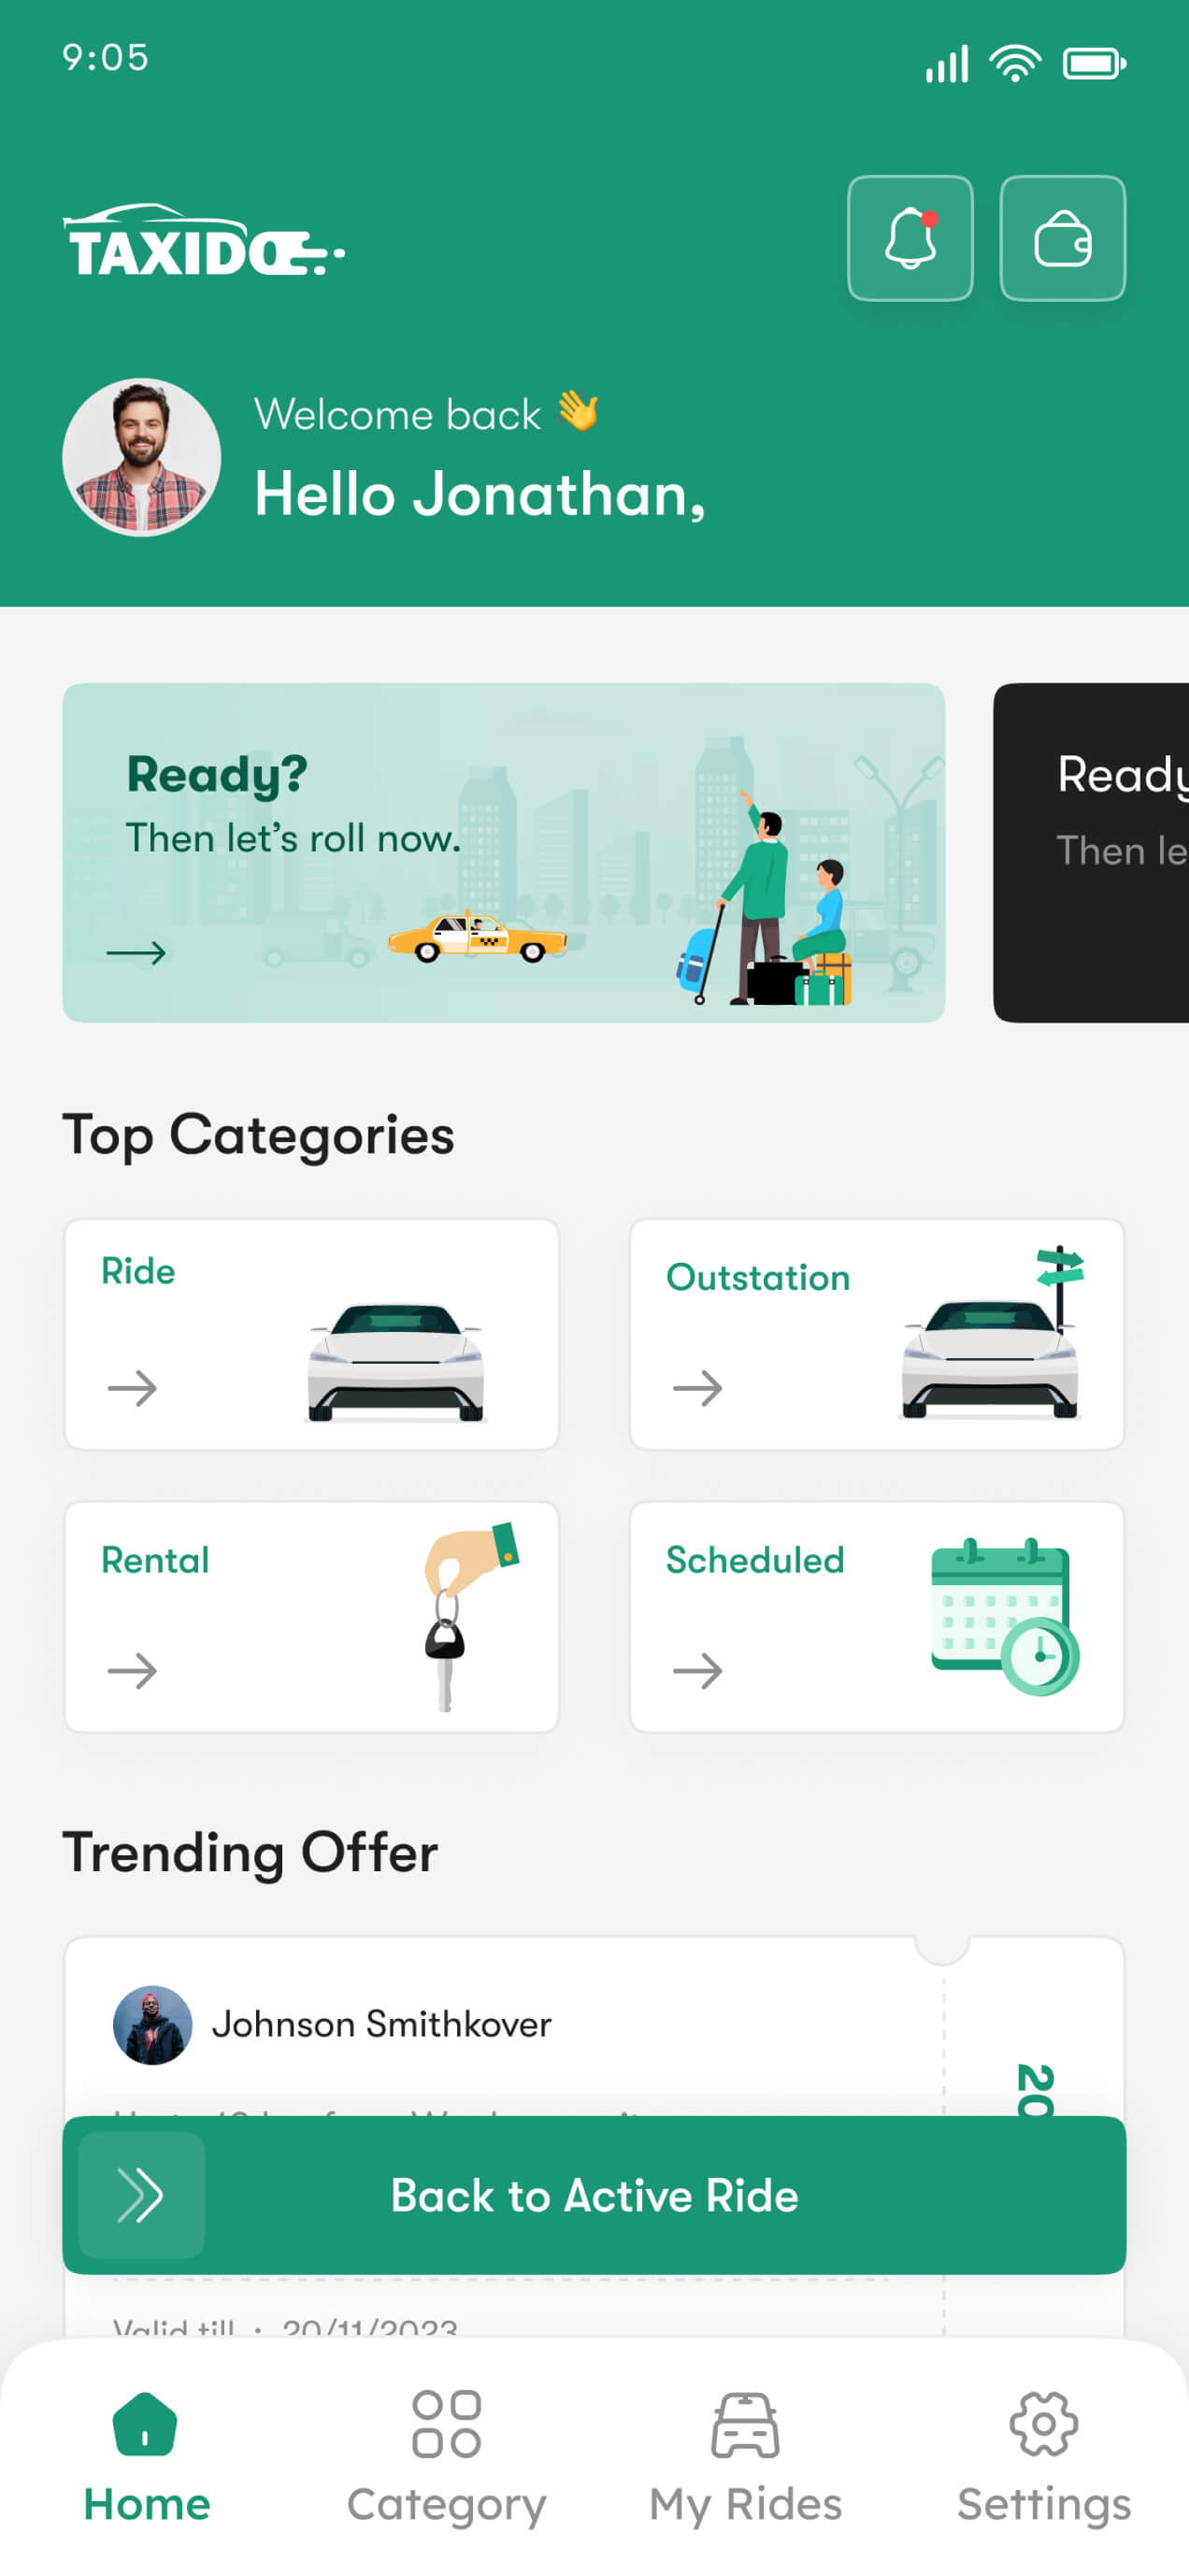 9:05
TAXIDO
Welcome back 👋
Hello Jonathan,
Ready?
Then let's roll now.
Ready
Then le
Top Categories
Ride
Outstation
Rental
Scheduled
Trending Offer
Johnson Smithkover
20
Back to Active Ride
Valid till : 20/11/2023
Home
Category
My Rides
Settings